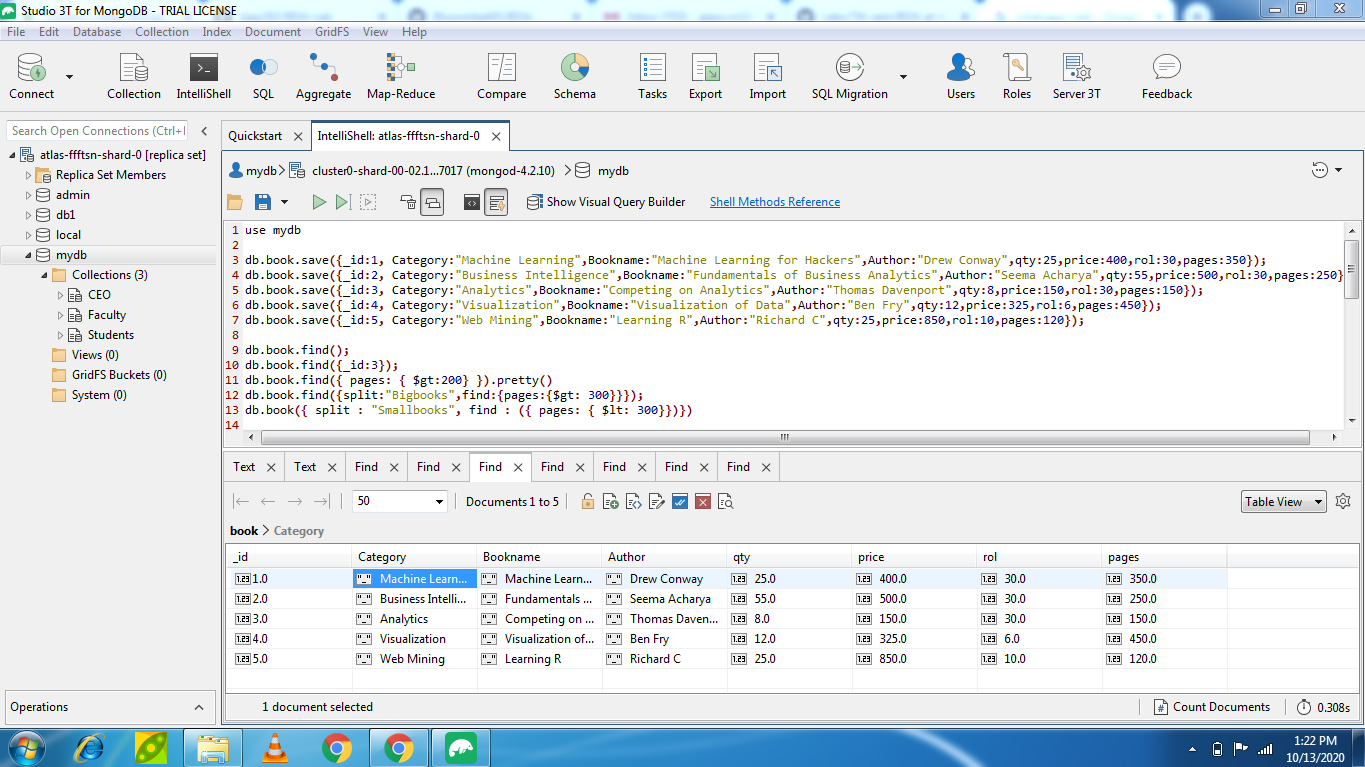 Studio 3T for MongoDB - TRIAL LICENSE
File Edit Database Collection Index Document GridFS View Help
Connect Collection IntelliShell SQL Aggregate Map-Reduce Compare Schema Tasks Export Import SQL Migration Users Roles Server 3T Feedback
Search Open Connections (Ctrl+
Quickstart
IntelliShell: atlas-ffftsn-shard-0
atlas-ffftsn-shard-0 [replica set]
Replica Set Members
admin
db1
local
mydb
Collections (3)
CEO
Faculty
Students
Views (0)
GridFS Buckets (0)
System (0)
Operations
mydb cluster0-shard-00-02.1...7017 (mongod-4.2.10) mydb
Show Visual Query Builder Shell Methods Reference
1 use mydb
2
3 db.book.save({_id:1, Category:"Machine Learning",Bookname:"Machine Learning for Hackers",Author:"Drew Conway",qty:25,price:400,rol:30,pages:350});
4 db.book.save({_id:2, Category:"Business Intelligence",Bookname:"Fundamentals of Business Analytics",Author:"Seema Acharya",qty:55,price:500,rol:30,pages:250}
5 db.book.save({_id:3, Category:"Analytics",Bookname:"Competing on Analytics",Author:"Thomas Davenport",qty:8,price:150,rol:30,pages:150});
6 db.book.save({_id:4, Category:"Visualization",Bookname:"Visualization of Data",Author:"Ben Fry",qty:12,price:325,rol:6,pages:450});
7 db.book.save({_id:5, Category:"Web Mining",Bookname:"Learning R",Author:"Richard C",qty:25,price:850,rol:10,pages:120});
8
9 db.book.find();
10 db.book.find({_id:3});
11 db.book.find({ pages: { $gt:200} }).pretty()
12 db.book.find({split:"Bigbooks",find:{pages:{$gt: 300}}});
13 db.book({ split : "Smallbooks", find : ({ pages: { $lt: 300}})})
14
Text Text Find Find Find Find Find Find Find
50 Documents 1 to 5 Table View
book > Category
_id Category Bookname Author qty price rol pages
1.0 Machine Learn... Machine Learn... Drew Conway 25.0 400.0 30.0 350.0
2.0 Business Intelli... Fundamentals ... Seema Acharya 55.0 500.0 30.0 250.0
3.0 Analytics Competing on ... Thomas Daven... 8.0 150.0 30.0 150.0
4.0 Visualization Visualization of... Ben Fry 12.0 325.0 6.0 450.0
5.0 Web Mining Learning R Richard C 25.0 850.0 10.0 120.0
1 document selected Count Documents 0.308s
1:22 PM
10/13/2020